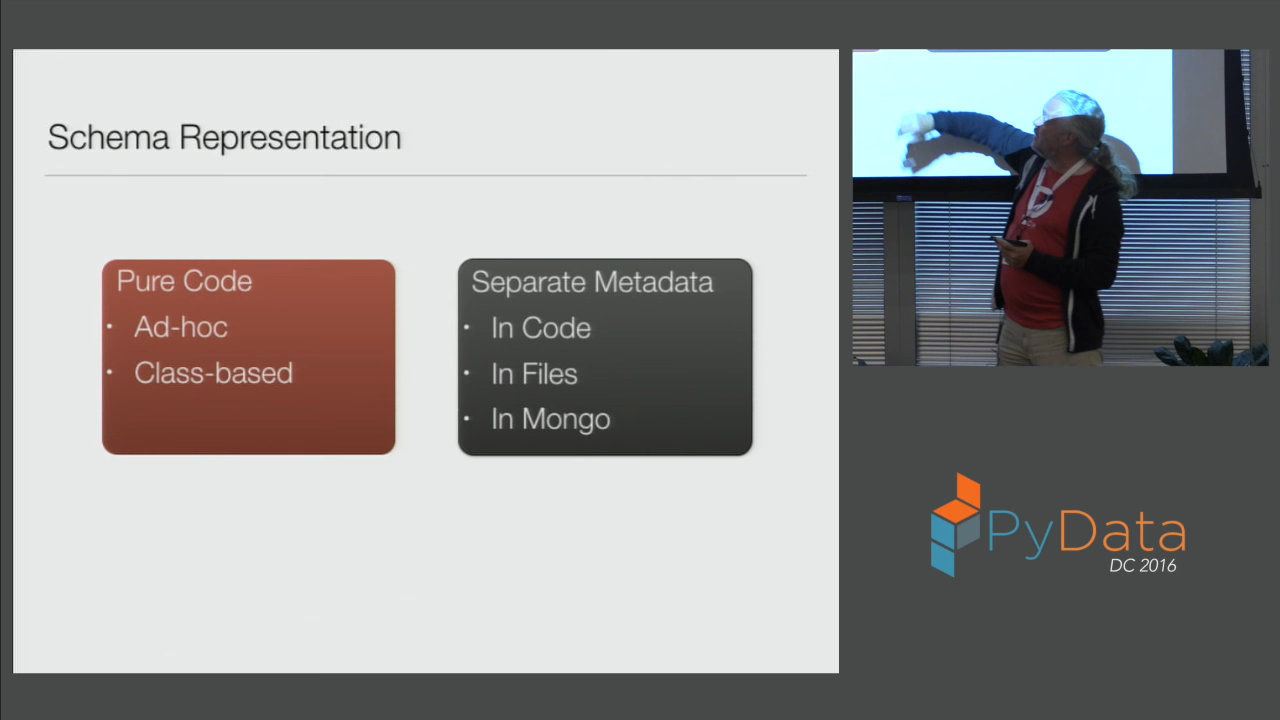 Schema Representation
Pure Code
• Ad-hoc
• Class-based
Separate Metadata
• In Code
• In Files
• In Mongo
PyData
DC 2016